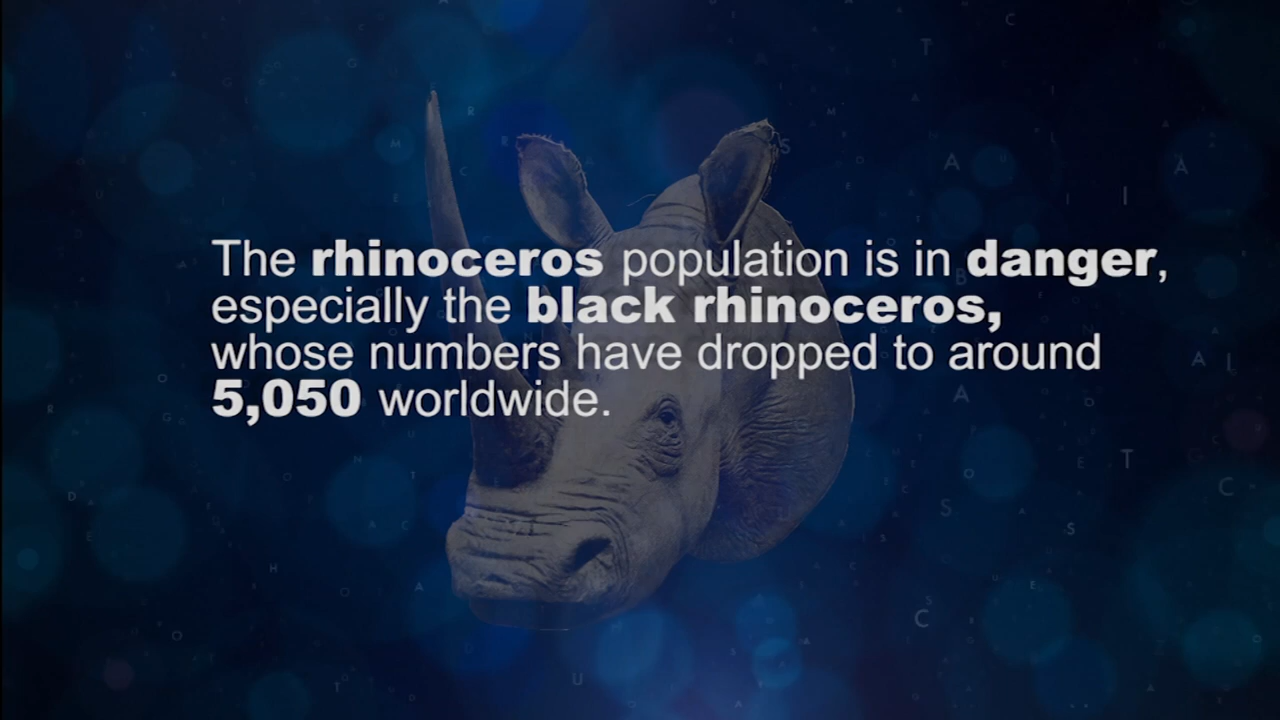 The rhinoceros population is in danger,
especially the black rhinoceros,
whose numbers have dropped to around
5,050 worldwide.